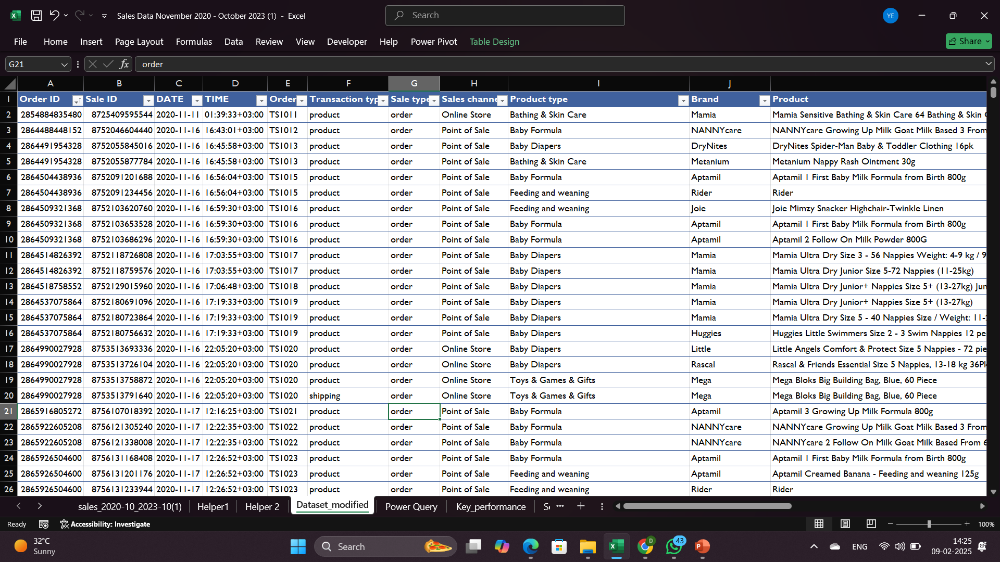 Sales Data November 2020 - October 2023 (1) - Excel
Search
YE
File Home Insert Page Layout Formulas Data Review View Developer Help Power Pivot Table Design Share
G21 fx order
A B C D E F G H I J
1 Order ID Sale ID DATE TIME Order Transaction typ Sale type Sales channe Product type Brand Product
2 2854884835480 8725409595544 2020-11-11 01:39:33+03:00 TS1011 product order Online Store Bathing & Skin Care Mamia Mamia Sensitive Bathing & Skin Care 64 Bathing & Skin
3 2864488448152 8752046604440 2020-11-16 16:43:01+03:00 TS1012 product order Point of Sale Baby Formula NANNYcare NANNYcare Growing Up Milk Goat Milk Based 3 From
4 2864491954328 8752055845016 2020-11-16 16:45:58+03:00 TS1013 product order Point of Sale Baby Diapers DryNites DryNites Spider-Man Baby & Toddler Clothing 16pk
5 2864491954328 8752055877784 2020-11-16 16:45:58+03:00 TS1013 product order Point of Sale Bathing & Skin Care Metanium Metanium Nappy Rash Ointment 30g
6 2864504438936 8752091201688 2020-11-16 16:56:04+03:00 TS1015 product order Point of Sale Baby Formula Aptamil Aptamil 1 First Baby Milk Formula from Birth 800g
7 2864504438936 8752091234456 2020-11-16 16:56:04+03:00 TS1015 product order Point of Sale Feeding and weaning Rider Rider
8 2864509321368 8752103620760 2020-11-16 16:59:30+03:00 TS1016 product order Point of Sale Feeding and weaning Joie Joie Mimzy Snacker Highchair-Twinkle Linen
9 2864509321368 8752103653528 2020-11-16 16:59:30+03:00 TS1016 product order Point of Sale Baby Formula Aptamil Aptamil 1 First Baby Milk Formula from Birth 800g
10 2864509321368 8752103686296 2020-11-16 16:59:30+03:00 TS1016 product order Point of Sale Baby Formula Aptamil Aptamil 2 Follow On Milk Powder 800G
11 2864514826392 8752118726808 2020-11-16 17:03:55+03:00 TS1017 product order Point of Sale Baby Diapers Mamia Mamia Ultra Dry Size 3 - 56 Nappies Weight: 4-9 kg / 9
12 2864514826392 8752118759576 2020-11-16 17:03:55+03:00 TS1017 product order Point of Sale Baby Diapers Mamia Mamia Ultra Dry Junior Size 5-72 Nappies (11-25kg)
13 2864518758552 8752129015960 2020-11-16 17:06:48+03:00 TS1018 product order Point of Sale Baby Diapers Mamia Mamia Ultra Dry Junior+ Nappies Size 5+ (13-27kg) Jun
14 2864537075864 8752180691096 2020-11-16 17:19:33+03:00 TS1019 product order Point of Sale Baby Diapers Mamia Mamia Ultra Dry Junior+ Nappies Size 5+ (13-27kg)
15 2864537075864 8752180723864 2020-11-16 17:19:33+03:00 TS1019 product order Point of Sale Baby Diapers Mamia Mamia Ultra Dry Size 5 - 40 Nappies Size / Weight: 11-
16 2864537075864 8752180756632 2020-11-16 17:19:33+03:00 TS1019 product order Point of Sale Baby Diapers Huggies Huggies Little Swimmers Size 2 - 3 Swim Nappies 12 pe
17 2864990027928 8753513693336 2020-11-16 22:05:20+03:00 TS1020 product order Online Store Baby Diapers Little Little Angels Comfort & Protect Size 5 Nappies - 72 pie
18 2864990027928 8753513726104 2020-11-16 22:05:20+03:00 TS1020 product order Online Store Baby Diapers Rascal Rascal & Friends Essential Size 5 Nappies, 13-18 kg 36Pk
19 2864990027928 8753513758872 2020-11-16 22:05:20+03:00 TS1020 product order Online Store Toys & Games & Gifts Mega Mega Bloks Big Building Bag, Blue, 60 Piece
20 2864990027928 8753513791640 2020-11-16 22:05:20+03:00 TS1020 shipping order Online Store Toys & Games & Gifts Mega Mega Bloks Big Building Bag, Blue, 60 Piece
21 2865916805272 8756107018392 2020-11-17 12:16:25+03:00 TS1021 product order Point of Sale Baby Formula Aptamil Aptamil 3 Growing Up Milk Formula 800g
22 2865922605208 8756121305240 2020-11-17 12:22:35+03:00 TS1022 product order Point of Sale Baby Formula NANNYcare NANNYcare Growing Up Milk Goat Milk Based 3 From
23 2865922605208 8756121338008 2020-11-17 12:22:35+03:00 TS1022 product order Point of Sale Baby Formula NANNYcare NANNYcare 2 Follow On Milk Goat Milk Based From 6
24 2865926504600 8756131168408 2020-11-17 12:26:52+03:00 TS1023 product order Point of Sale Baby Formula Aptamil Aptamil 1 First Baby Milk Formula from Birth 800g
25 2865926504600 8756131201176 2020-11-17 12:26:52+03:00 TS1023 product order Point of Sale Feeding and weaning Aptamil Aptamil Creamed Banana - Feeding and weaning 125g
26 2865926504600 8756131233944 2020-11-17 12:26:52+03:00 TS1023 product order Point of Sale Feeding and weaning Rider Rider
sales_2020-10_2023-10(1) Helper1 Helper 2 Dataset_modified Power Query Key_performance
Ready Accessibility: Investigate 100%
32°C
Sunny
Search
D
43
ENG
14:25
09-02-2025